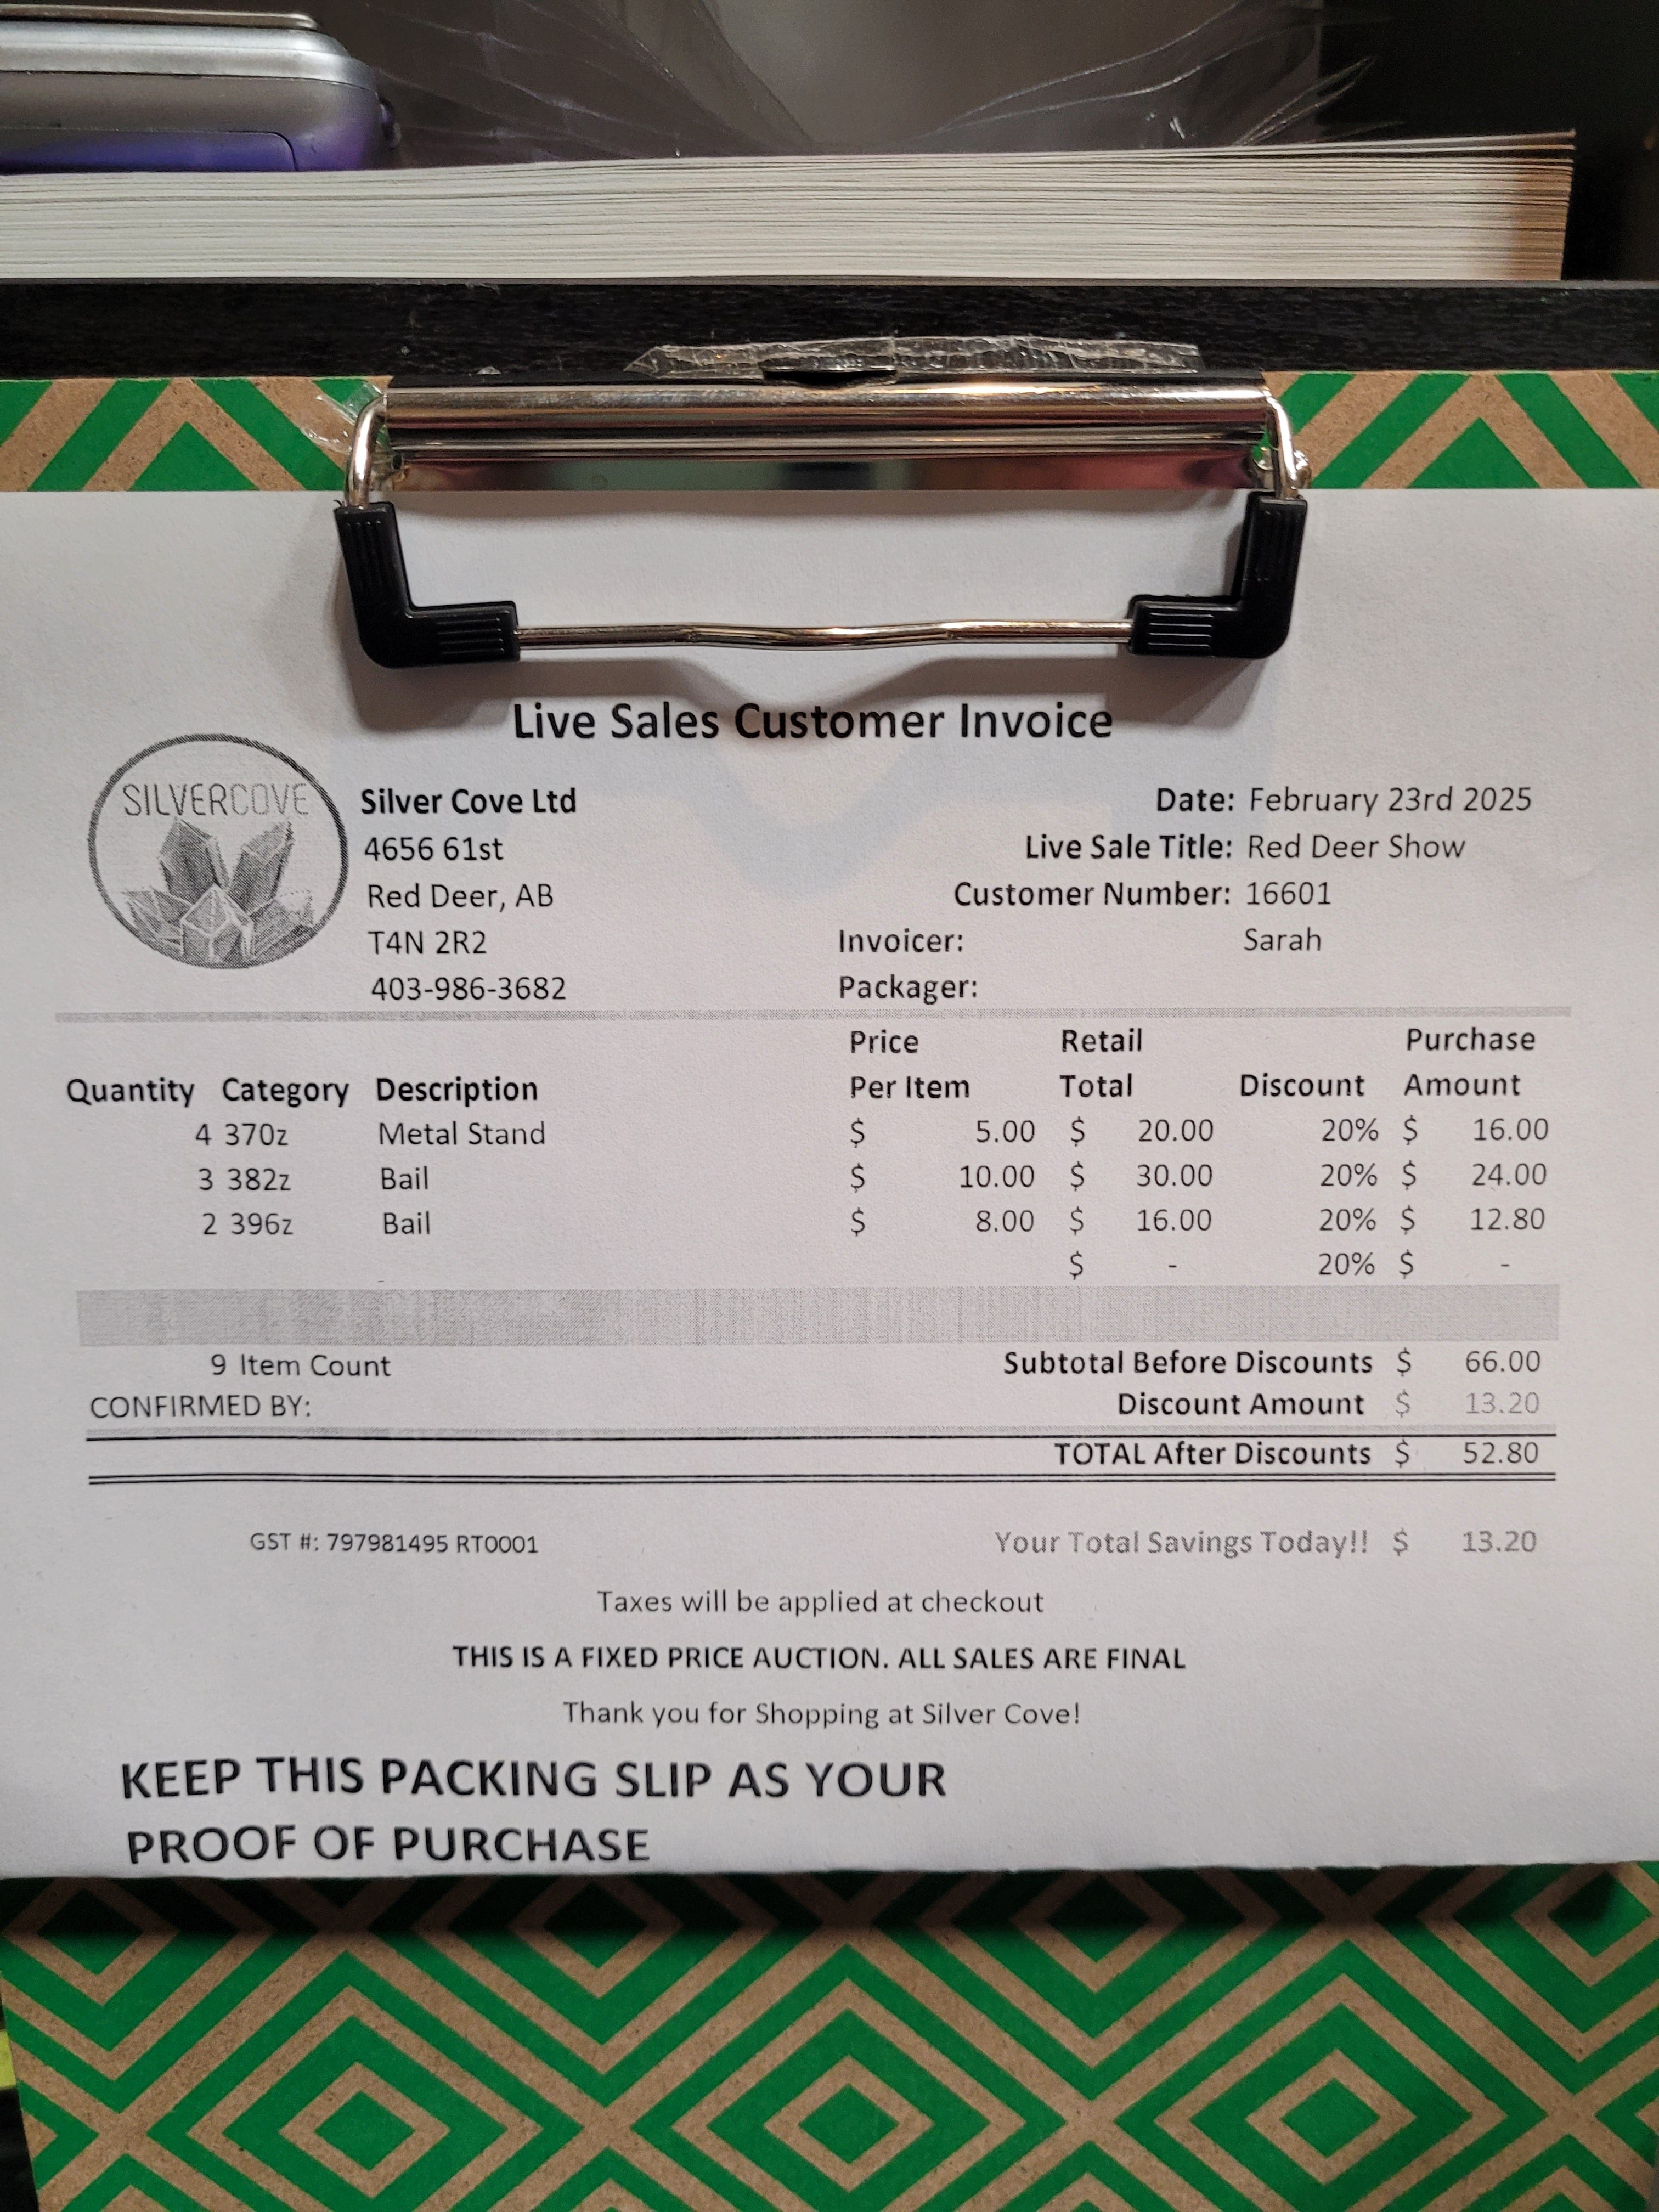 Live Sales Customer Invoice
SILVERCOVE
Silver Cove Ltd
4656 61st
Red Deer, AB
T4N 2R2
403-986-3682
Date: February 23rd 2025
Live Sale Title: Red Deer Show
Customer Number: 16601
Invoicer: Sarah
Packager:
Price Retail Purchase
Quantity Category Description Per Item Total Discount Amount
4 370z Metal Stand $ 5.00 $ 20.00 20% $ 16.00
3 382z Bail $ 10.00 $ 30.00 20% $ 24.00
2 396z Bail $ 8.00 $ 16.00 20% $ 12.80
$ - 20% $ -
9 Item Count Subtotal Before Discounts $ 66.00
CONFIRMED BY: Discount Amount $ 13.20
TOTAL After Discounts $ 52.80
GST #: 797981495 RT0001 Your Total Savings Today!! $ 13.20
Taxes will be applied at checkout
THIS IS A FIXED PRICE AUCTION. ALL SALES ARE FINAL
Thank you for Shopping at Silver Cove!
KEEP THIS PACKING SLIP AS YOUR
PROOF OF PURCHASE